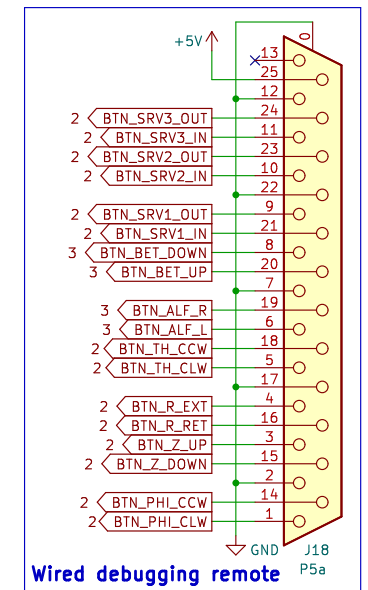 0
+5V
13
25
12
2 BTN_SRV3_OUT 24
2 BTN_SRV3_IN 11
2 BTN_SRV2_OUT 23
2 BTN_SRV2_IN 10
22
2 BTN_SRV1_OUT 9
2 BTN_SRV1_IN 21
3 BTN_BET_DOWN 8
3 BTN_BET_UP 20
7
3 BTN_ALF_R 19
3 BTN_ALF_L 6
2 BTN_TH_CCW 18
2 BTN_TH_CLW 5
17
2 BTN_R_EXT 4
2 BTN_R_RET 16
2 BTN_Z_UP 3
2 BTN_Z_DOWN 15
2
2 BTN_PHI_CCW 14
2 BTN_PHI_CLW 1
GND J18
Wired debugging remote P5a